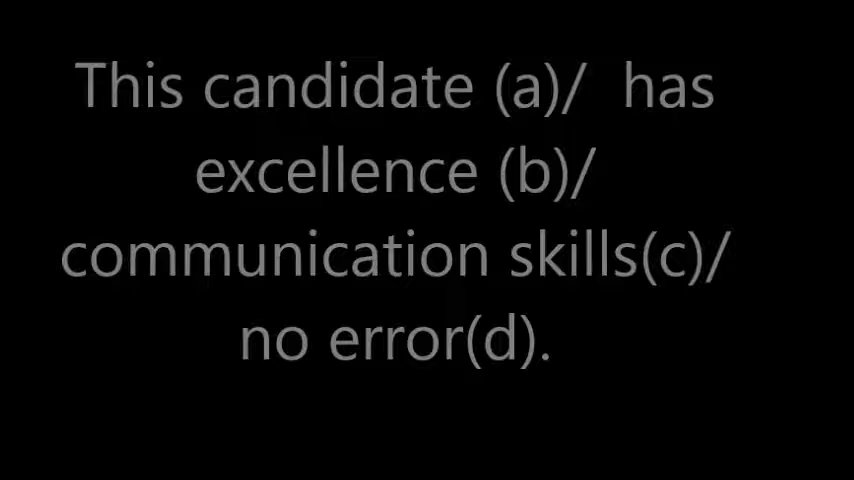 This candidate (a)/  has
excellence (b)/
communication skills(c)/
no error(d).